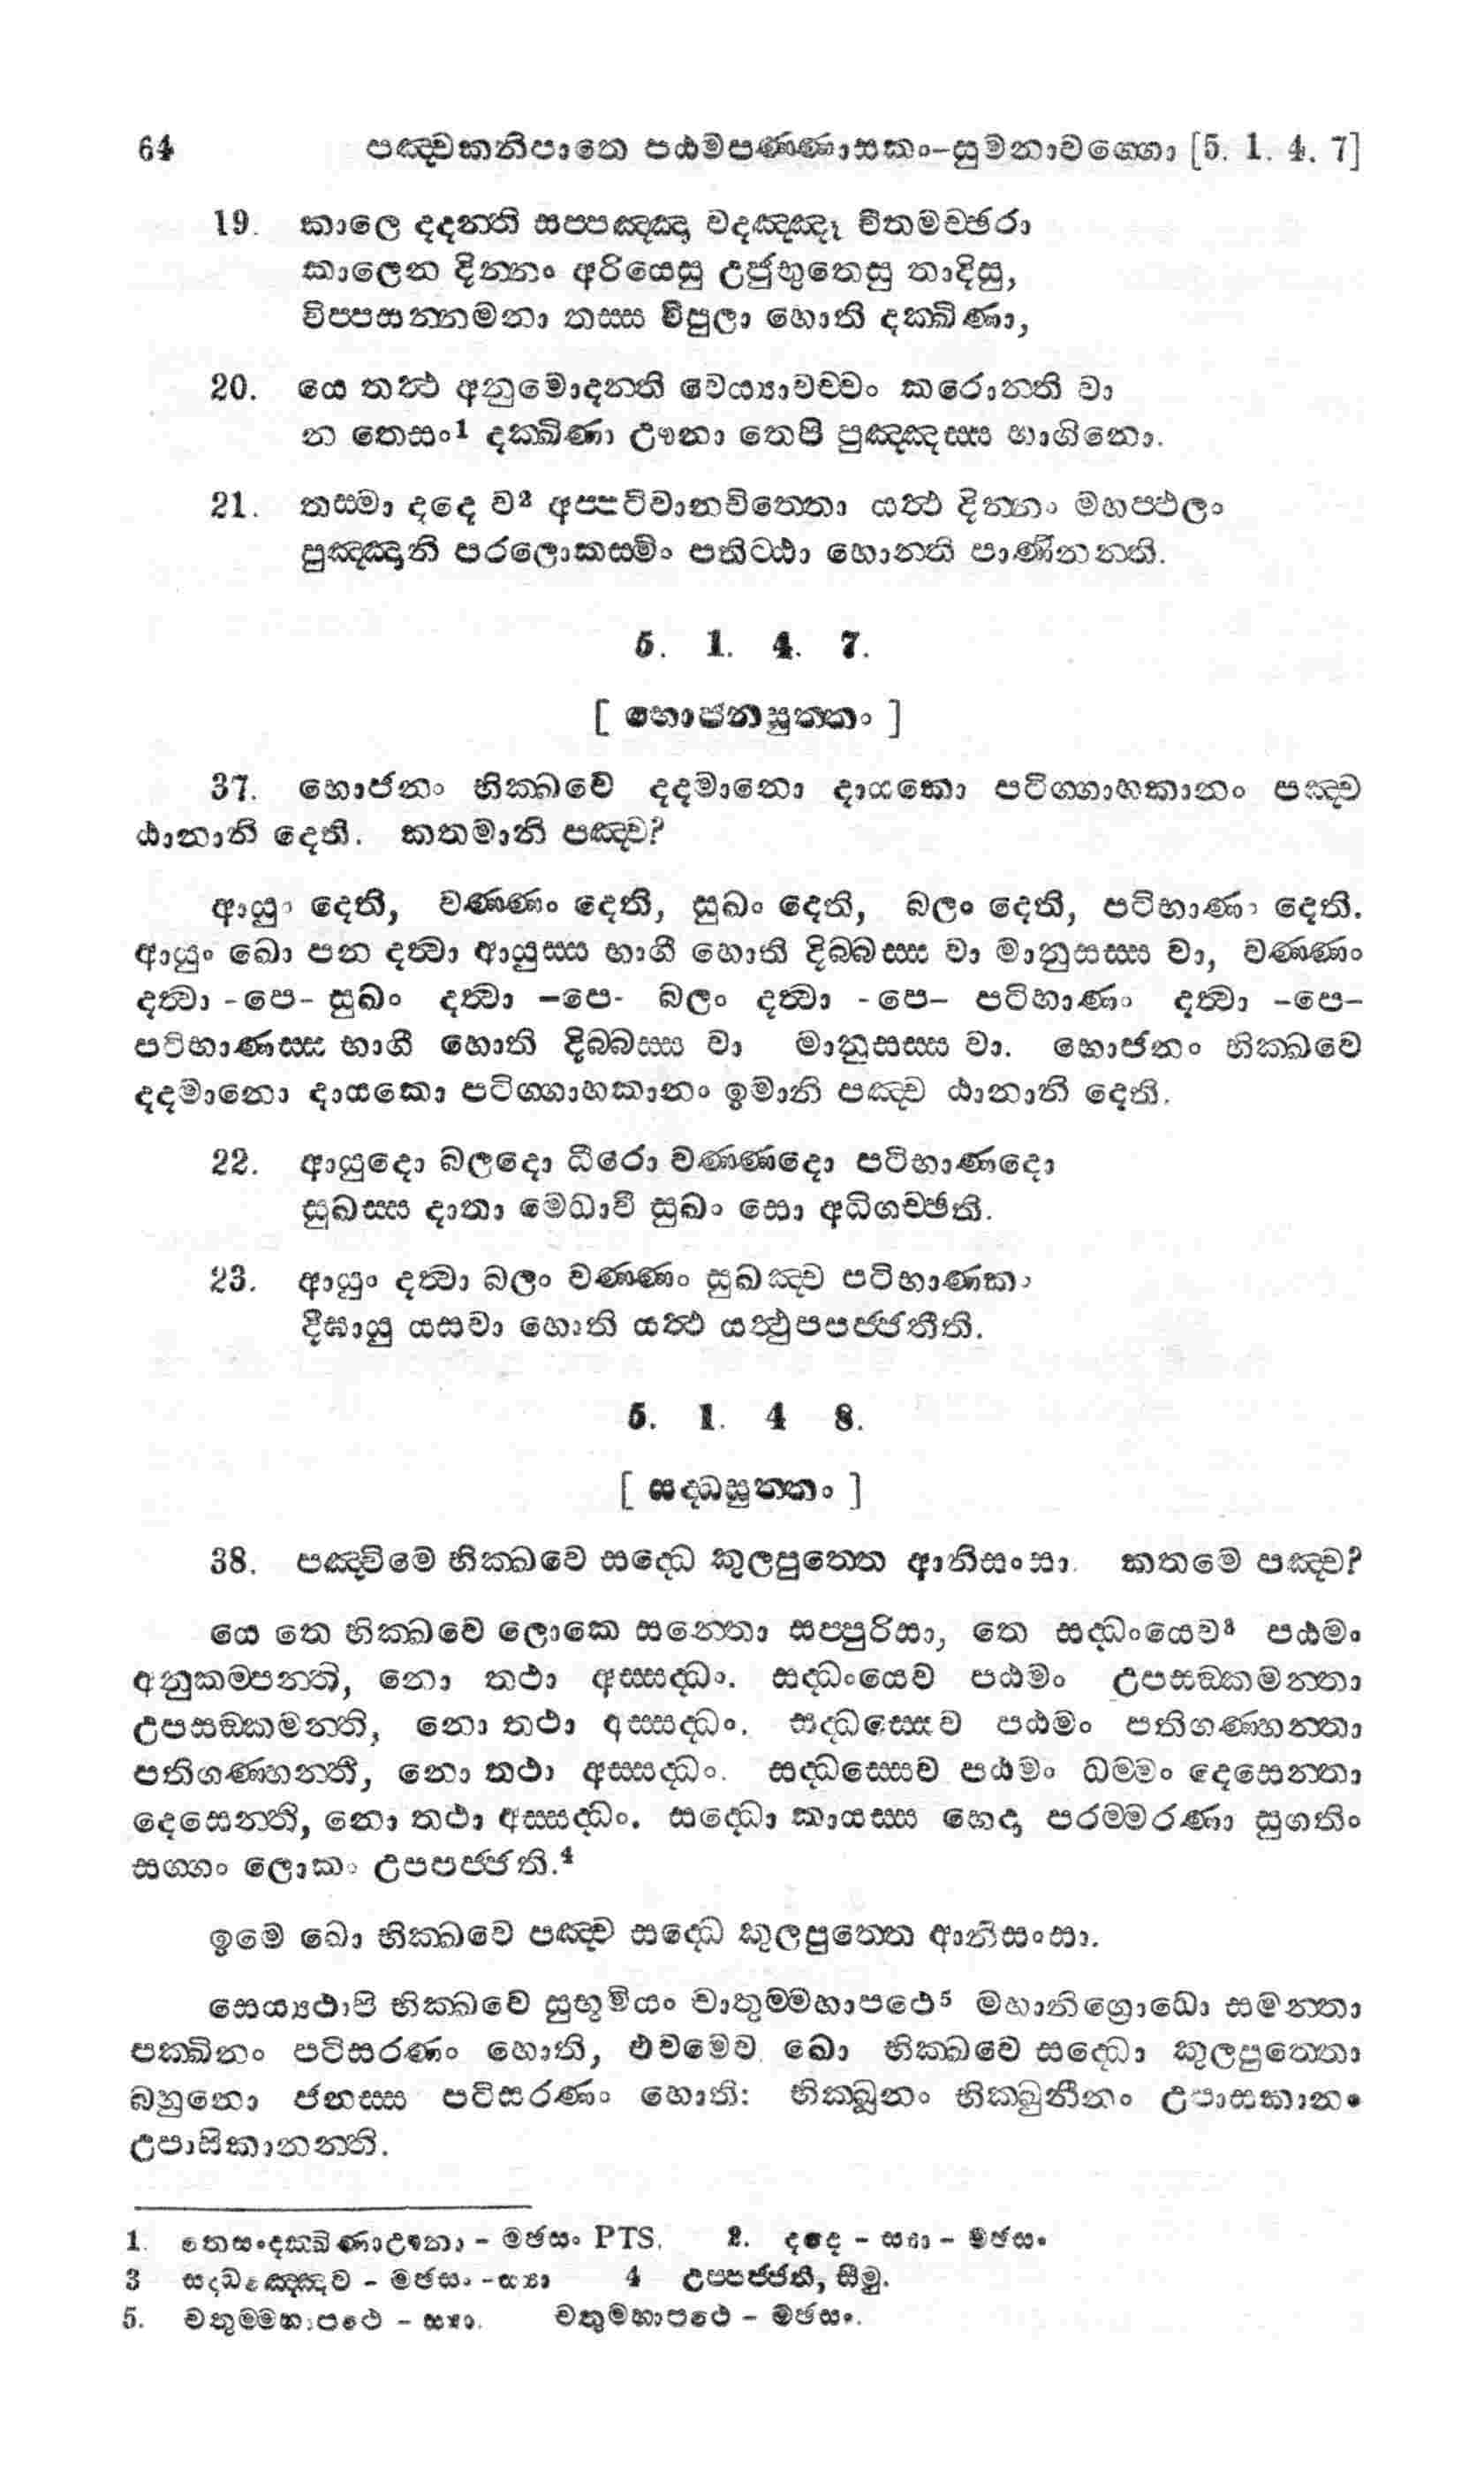 64 පඤ්චකනිපාතෙ පඨමපණ්ණාසකං-සුමනාවග්ගො [5. 1. 4. 7]
19. කාලෙ දදන්ති සප්පඤ්ඤා වදඤ්ඤූ වීතමච්ඡරා
කාලෙන දින්නං අරියෙසු උජුභූතෙසු තාදිසු,
විප්පසන්නමනා තස්ස විපුලා හොති දක්ඛිණා,
20. යෙ තත්ථ අනුමොදන්ති වෙය්‍යාවච්චං කරොන්ති වා
න තෙසං1 දක්ඛිණා ඌනා තෙපි පුඤ්ඤස්ස භාගිනො.
21. තස්මා දදෙ ව2 අප්පටිවානචිත්තො යත්ථ දින්නං මහප්ඵලං
පුඤ්ඤානි පරලොකස්මිං පතිට්ඨා හොන්ති පාණිනන්ති.
5. 1. 4. 7.
[ භොජනසුත්තං ]
37. භොජනං භික්ඛවෙ දදමානො දායකො පටිග්ගාහකානං පඤ්ච
ඨානානි දෙති. කතමානි පඤ්ච?
ආයුං දෙති, වණ්ණං දෙති, සුඛං දෙති, බලං දෙති, පටිභාණං දෙති.
ආයුං ඛො පන දත්වා ආයුස්ස භාගී හොති දිබ්බස්ස වා මානුසස්ස වා, වණ්ණං
දත්වා -පෙ- සුඛං දත්වා -පෙ- බලං දත්වා -පෙ- පටිභාණං දත්වා -පෙ-
පටිභාණස්ස භාගී හොති දිබ්බස්ස වා මානුසස්ස වා. භොජනං භික්ඛවෙ
දදමානො දායකො පටිග්ගාහකානං ඉමානි පඤ්ච ඨානානි දෙති.
22. ආයුදො බලදො ධීරො වණ්ණදො පටිභාණදො
සුඛස්ස දාතා මෙධාවී සුඛං සො අධිගච්ඡති.
23. ආයුං දත්වා බලං වණ්ණං සුඛඤ්ච පටිභාණකං
දීඝායු යසවා හොති යත්ථ යත්ථුපපජ්ජතීති.
5. 1. 4 8.
[ සද්ධසුත්තං ]
38. පඤ්චිමෙ භික්ඛවෙ සද්ධෙ කුලපුත්තෙ ආනිසංසා. කතමෙ පඤ්ච?
යෙ තෙ භික්ඛවෙ ලොකෙ සන්තො සප්පුරිසා, තෙ සද්ධංයෙව3 පඨමං
අනුකම්පන්ති, නො තථා අස්සද්ධං. සද්ධංයෙව පඨමං උපසඞ්කමන්තා
උපසඞ්කමන්ති, නො තථා අස්සද්ධං. සද්ධස්සෙව පඨමං පතිගණ්හන්තා
පතිගණ්හන්ති, නො තථා අස්සද්ධං. සද්ධස්සෙව පඨමං ධම්මං දෙසෙන්තා
දෙසෙන්ති, නො තථා අස්සද්ධං. සද්ධො කායස්ස භෙදා පරම්මරණා සුගතිං
සග්ගං ලොකං උපපජ්ජති.4
ඉමෙ ඛො භික්ඛවෙ පඤ්ච සද්ධෙ කුලපුත්තෙ ආනිසංසා.
සෙය්‍යථාපි භික්ඛවෙ සුභූමියං චාතුම්මහාපථෙ5 මහානිග්‍රොධො සමන්තා
පක්ඛිනං පටිසරණං හොති, එවමෙව ඛො භික්ඛවෙ සද්ධො කුලපුත්තො
බහුනො ජනස්ස පටිසරණං හොති: භික්ඛූනං භික්ඛුනීනං උපාසකානං
උපාසිකානන්ති.
1. තෙසංදක්ඛිණාඌනා - මජසං PTS. 2. දදෙ - ස්‍යා - මජසං
3 සද්ධඤ්ඤෙව - මජසං -ස්‍යා 4 උප්පජ්ජති, සීමු.
5. චතුම්මහාපථෙ - ස්‍යා. චතුමහාපථෙ - මජසං.